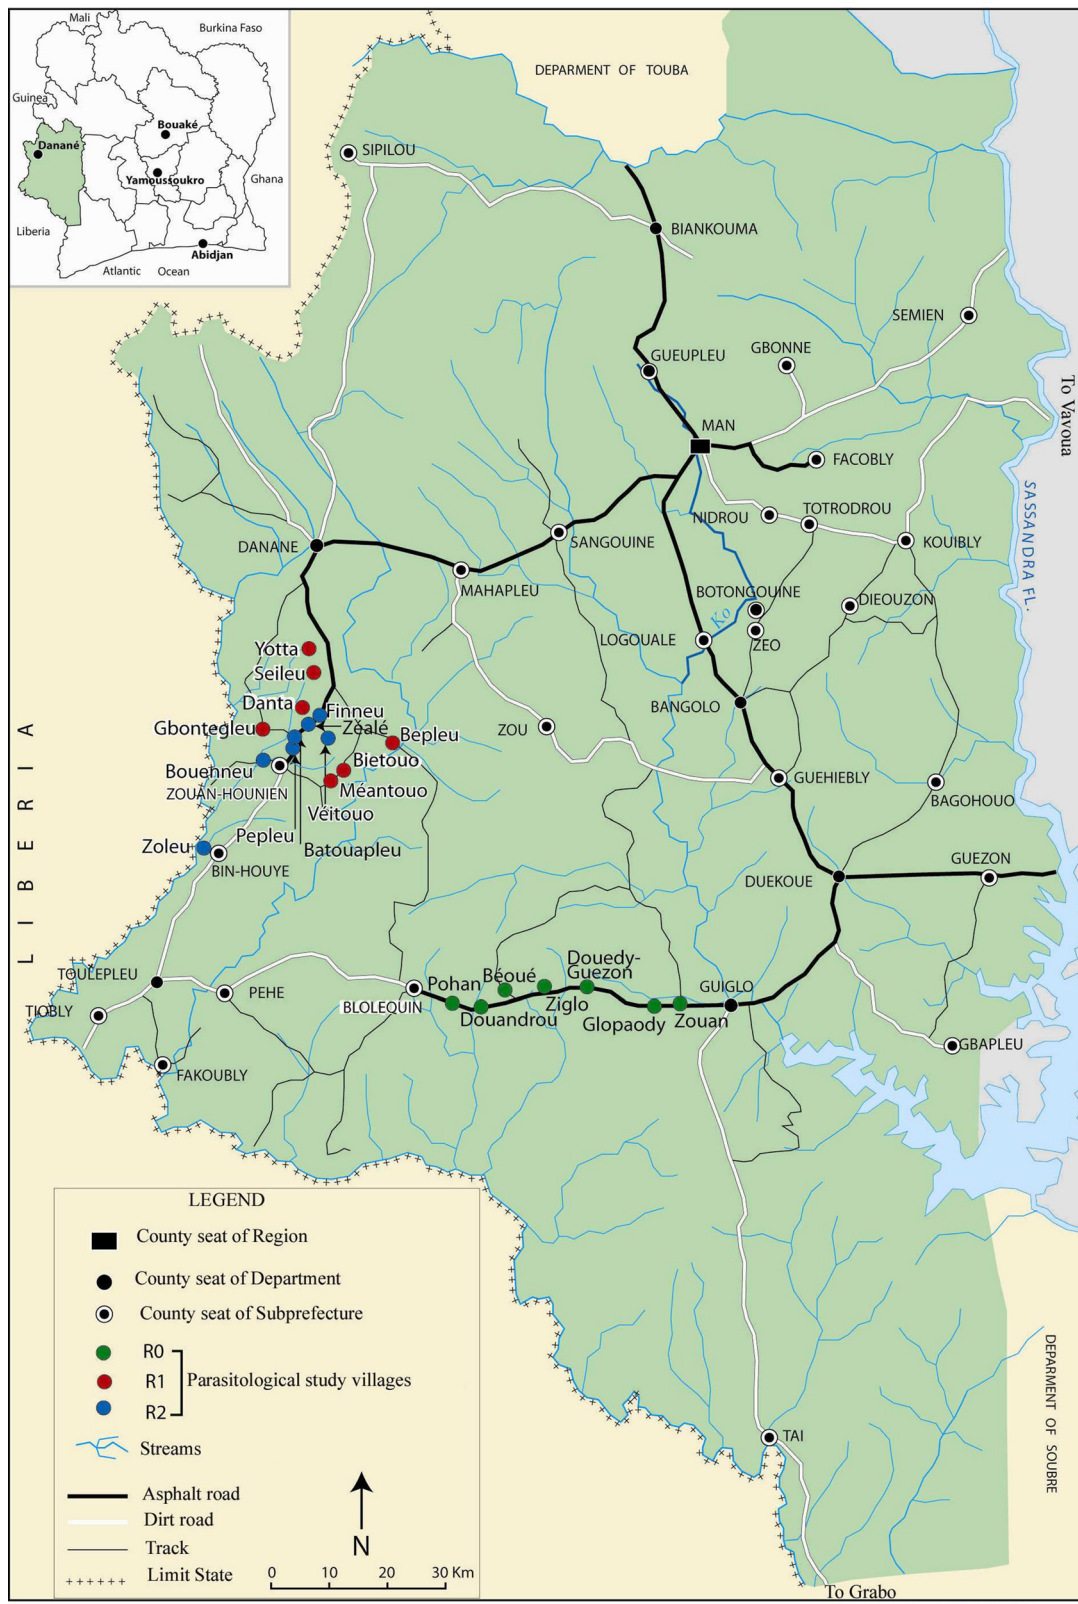 Mali
Burkina Faso
Guinea
Bouaké
Danané
Yamoussoukro
Ghana
Liberia
Abidjan
Atlantic Ocean
DEPARMENT OF TOUBA
SIPILOU
BIANKOUMA
SEMIEN
GBONNE
GUEUPLEU
To Vavoua
MAN
FACOBLY
TOTRODROU
NIDROU
SASSANDRA FL.
DANANE
SANGOUINE
KOUIBLY
MAHAPLEU
BOTONGOUINE
DIEOUZON
Ko
LOGOUALE
ZEO
Yotta
Seileu
Danta
Finneu
BANGOLO
Gbontegleu
Zéalé
ZOU
Bepleu
Bietouo
Bouenneu
GUEHIEBLY
ZOUAN-HOUNIEN
Méantouo
BAGOHOUO
Véitouo
LIBERIA
Pepleu
Zoleu
Batouapleu
GUEZON
BIN-HOUYE
DUEKOUE
Douedy-
Guezon
TOULEPLEU
Béoué
Pohan
GUIGLO
PEHE
BLOLEQUIN
Ziglo
TIOBLY
Douandrou
Glopaody
Zouan
GBAPLEU
FAKOUBLY
LEGEND
County seat of Region
County seat of Department
County seat of Subprefecture
R0
R1
Parasitological study villages
R2
Streams
Asphalt road
Dirt road
Track
Limit State
N
0 10 20 30 Km
DEPARMENT OF SOUBRE
TAI
To Grabo